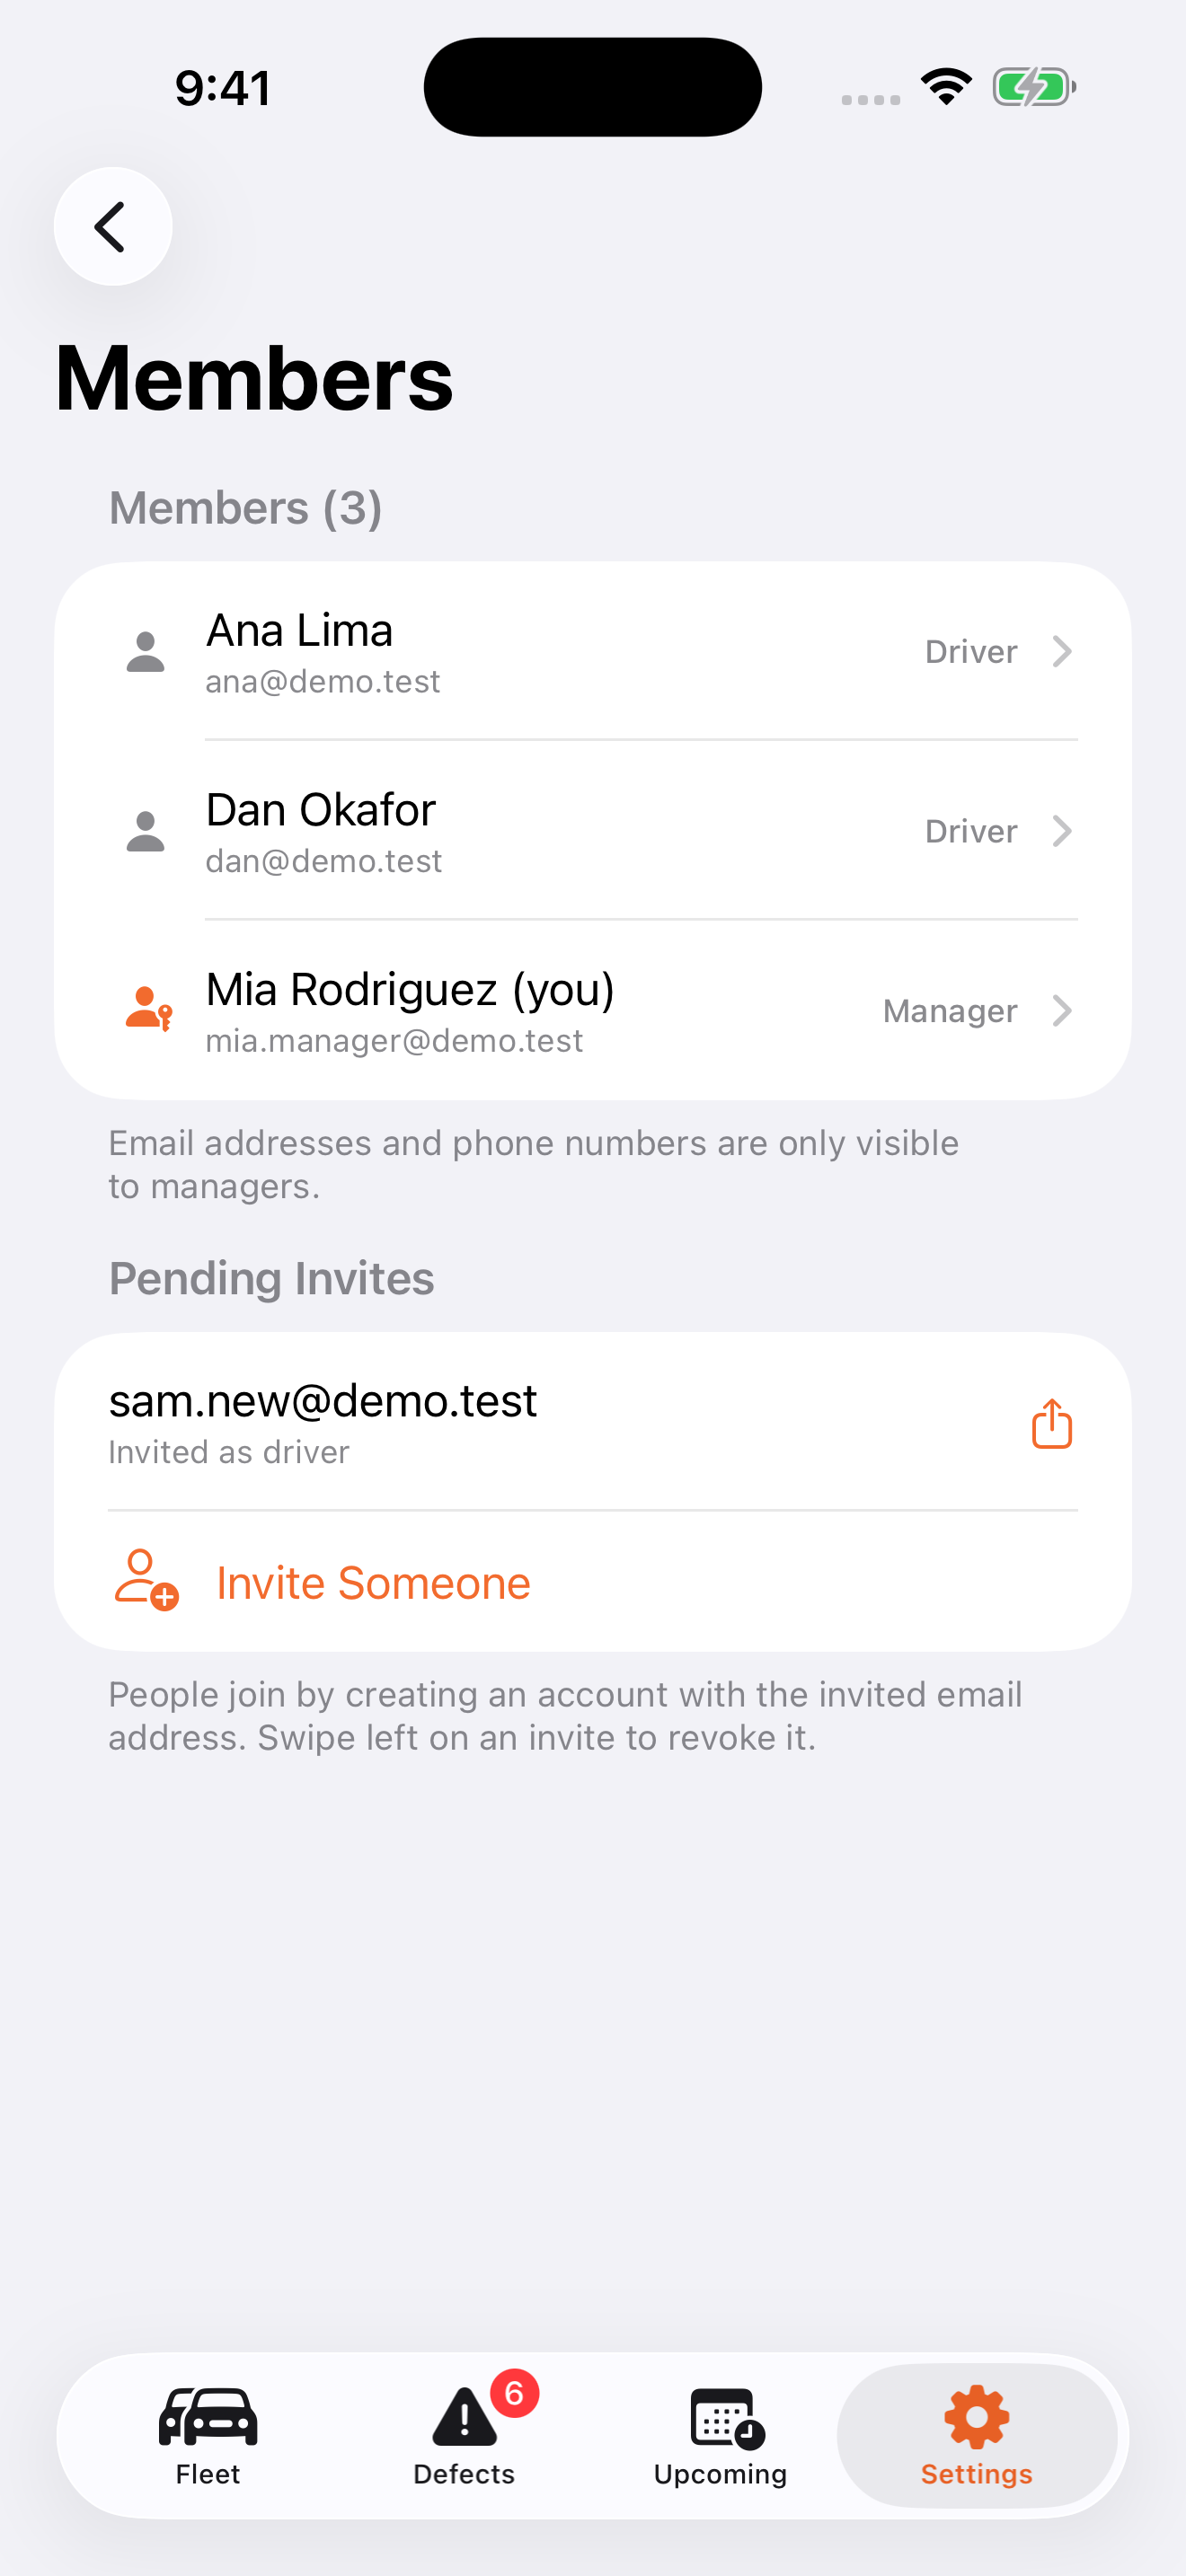 9:41
Members
Members (3)
Ana Lima
ana@demo.test
Driver
Dan Okafor
dan@demo.test
Driver
Mia Rodriguez (you)
mia.manager@demo.test
Manager
Email addresses and phone numbers are only visible
to managers.
Pending Invites
sam.new@demo.test
Invited as driver
Invite Someone
People join by creating an account with the invited email
address. Swipe left on an invite to revoke it.
6
Fleet
Defects
Upcoming
Settings